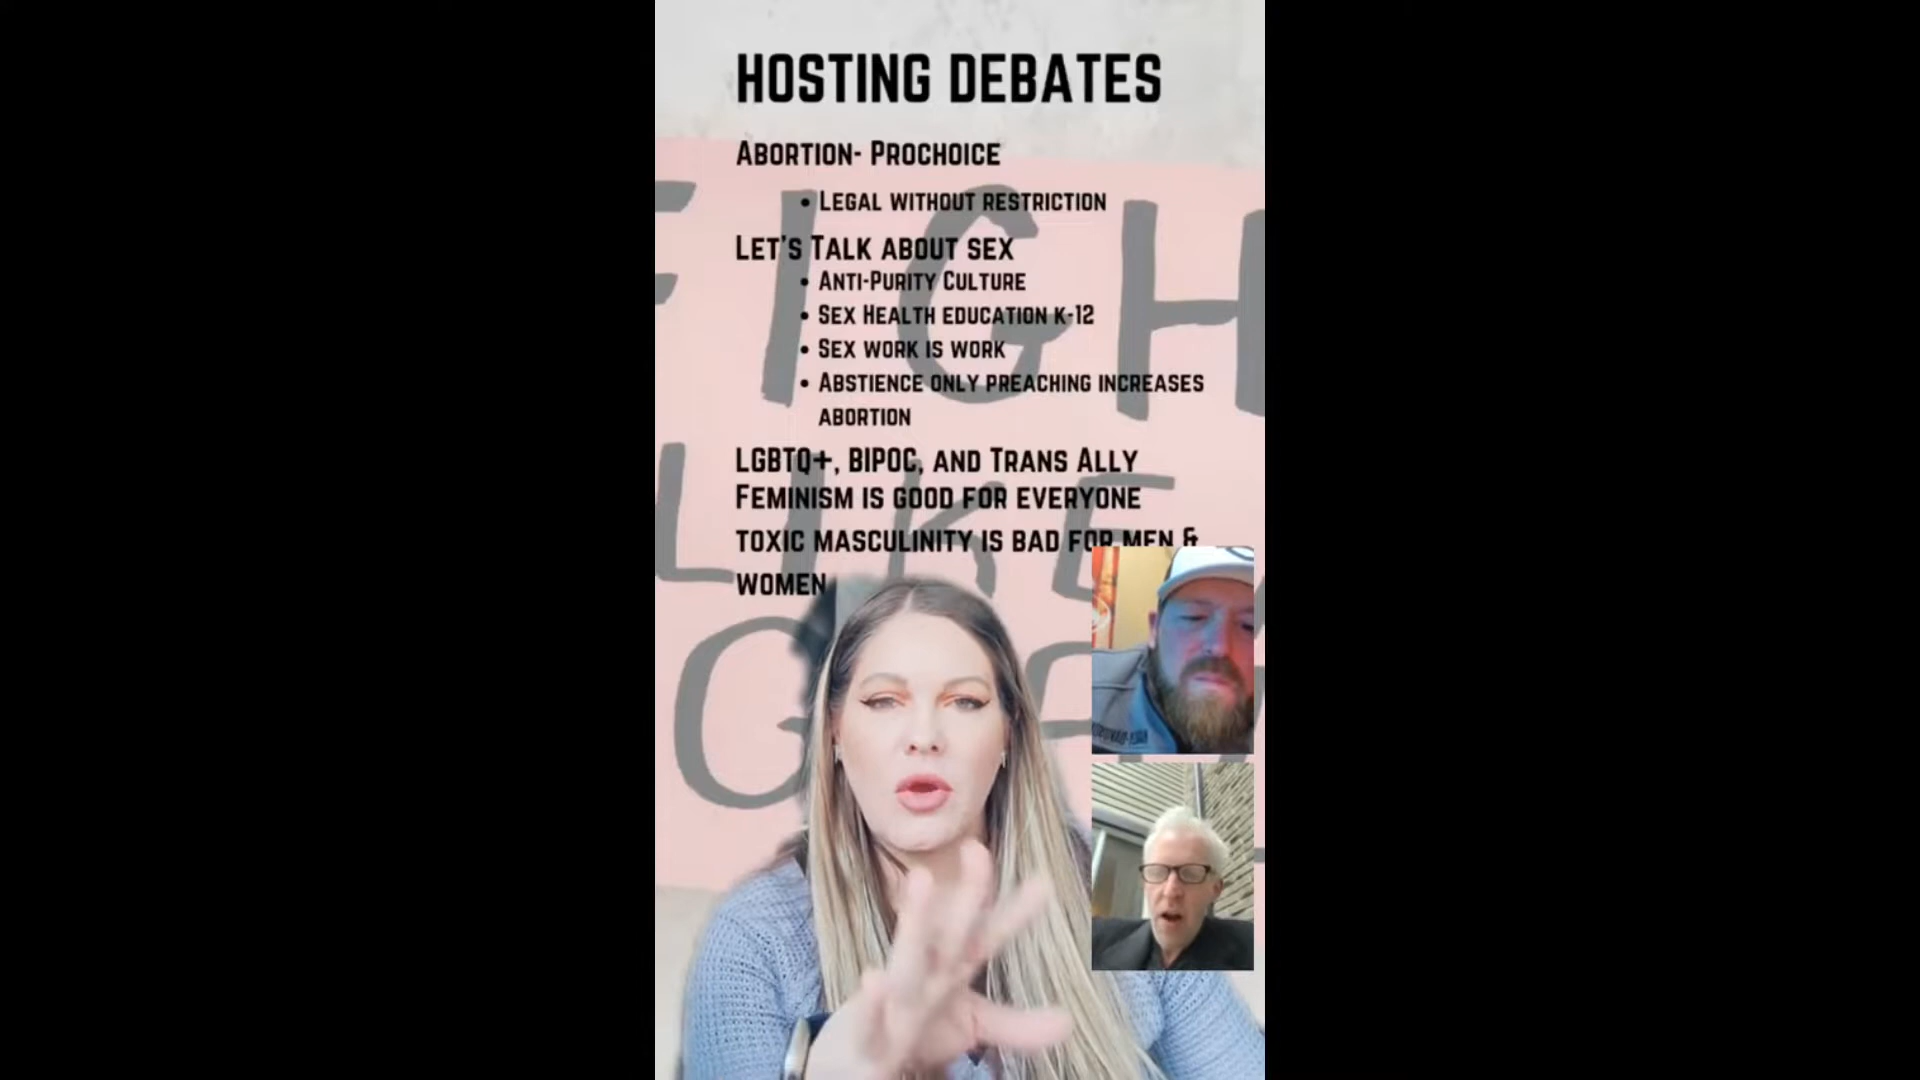 HOSTING DEBATES
ABORTION- PROCHOICE
• LEGAL WITHOUT RESTRICTION
LET'S TALK ABOUT SEX
• ANTI-PURITY CULTURE
• SEX HEALTH EDUCATION K-12
• SEX WORK IS WORK
• ABSTIENCE ONLY PREACHING INCREASES
ABORTION
LGBTQ+, BIPOC, AND TRANS ALLY
FEMINISM IS GOOD FOR EVERYONE
TOXIC MASCULINITY IS BAD FOR MEN &
WOMEN
FIGH
LIKE
G